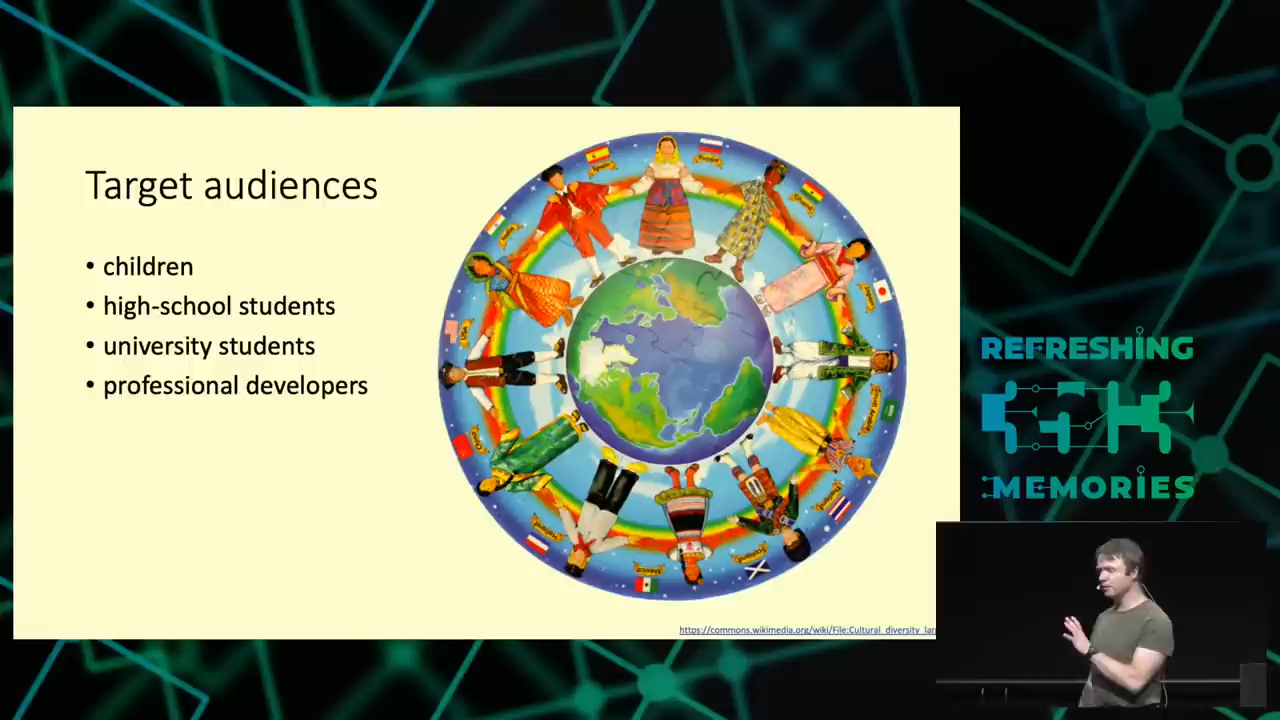 Target audiences
• children
• high-school students
• university students
• professional developers
https://commons.wikimedia.org/wiki/File:Cultural_diversity_lar
REFRESHING
MEMORIES